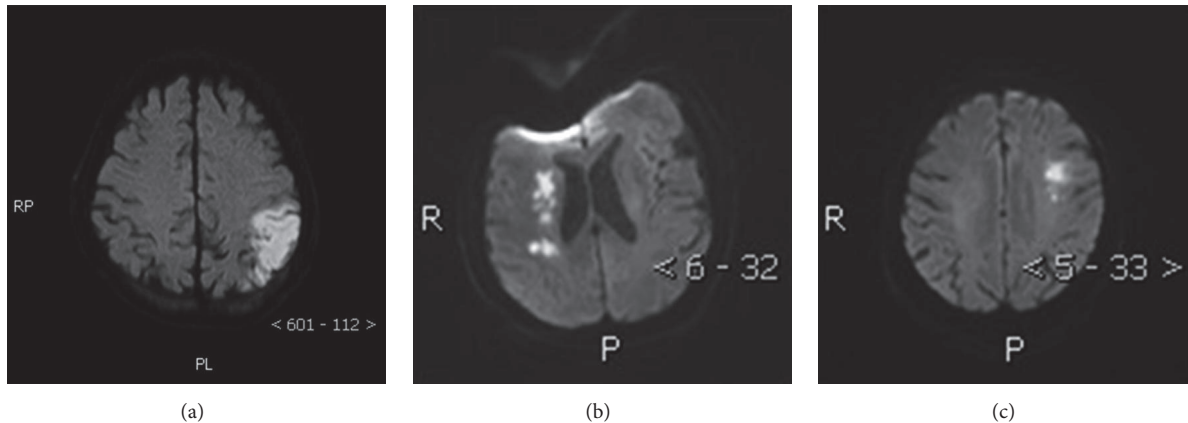 RP
< 601 - 112 >
PL
R
< 6 - 32
P
R
< 5 - 33 >
P
(a)
(b)
(c)